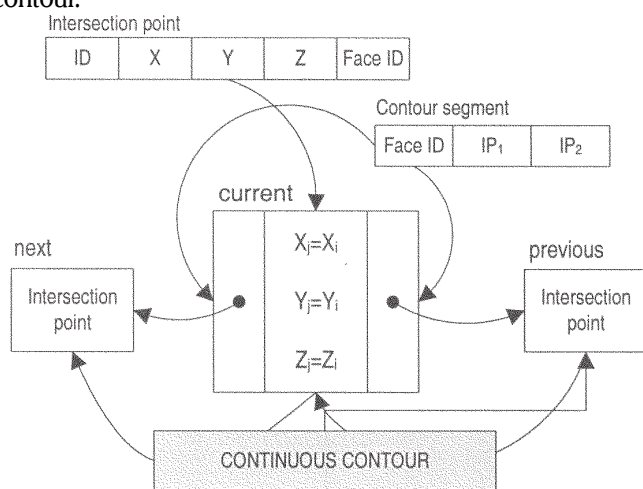 contour.
Intersection point
ID X Y Z Face ID
Contour segment
Face ID IP₁ IP₂
current
next
previous
Xⱼ=Xᵢ
Intersection
point
Yⱼ=Yᵢ
Intersection
point
Zⱼ=Zᵢ
CONTINUOUS CONTOUR